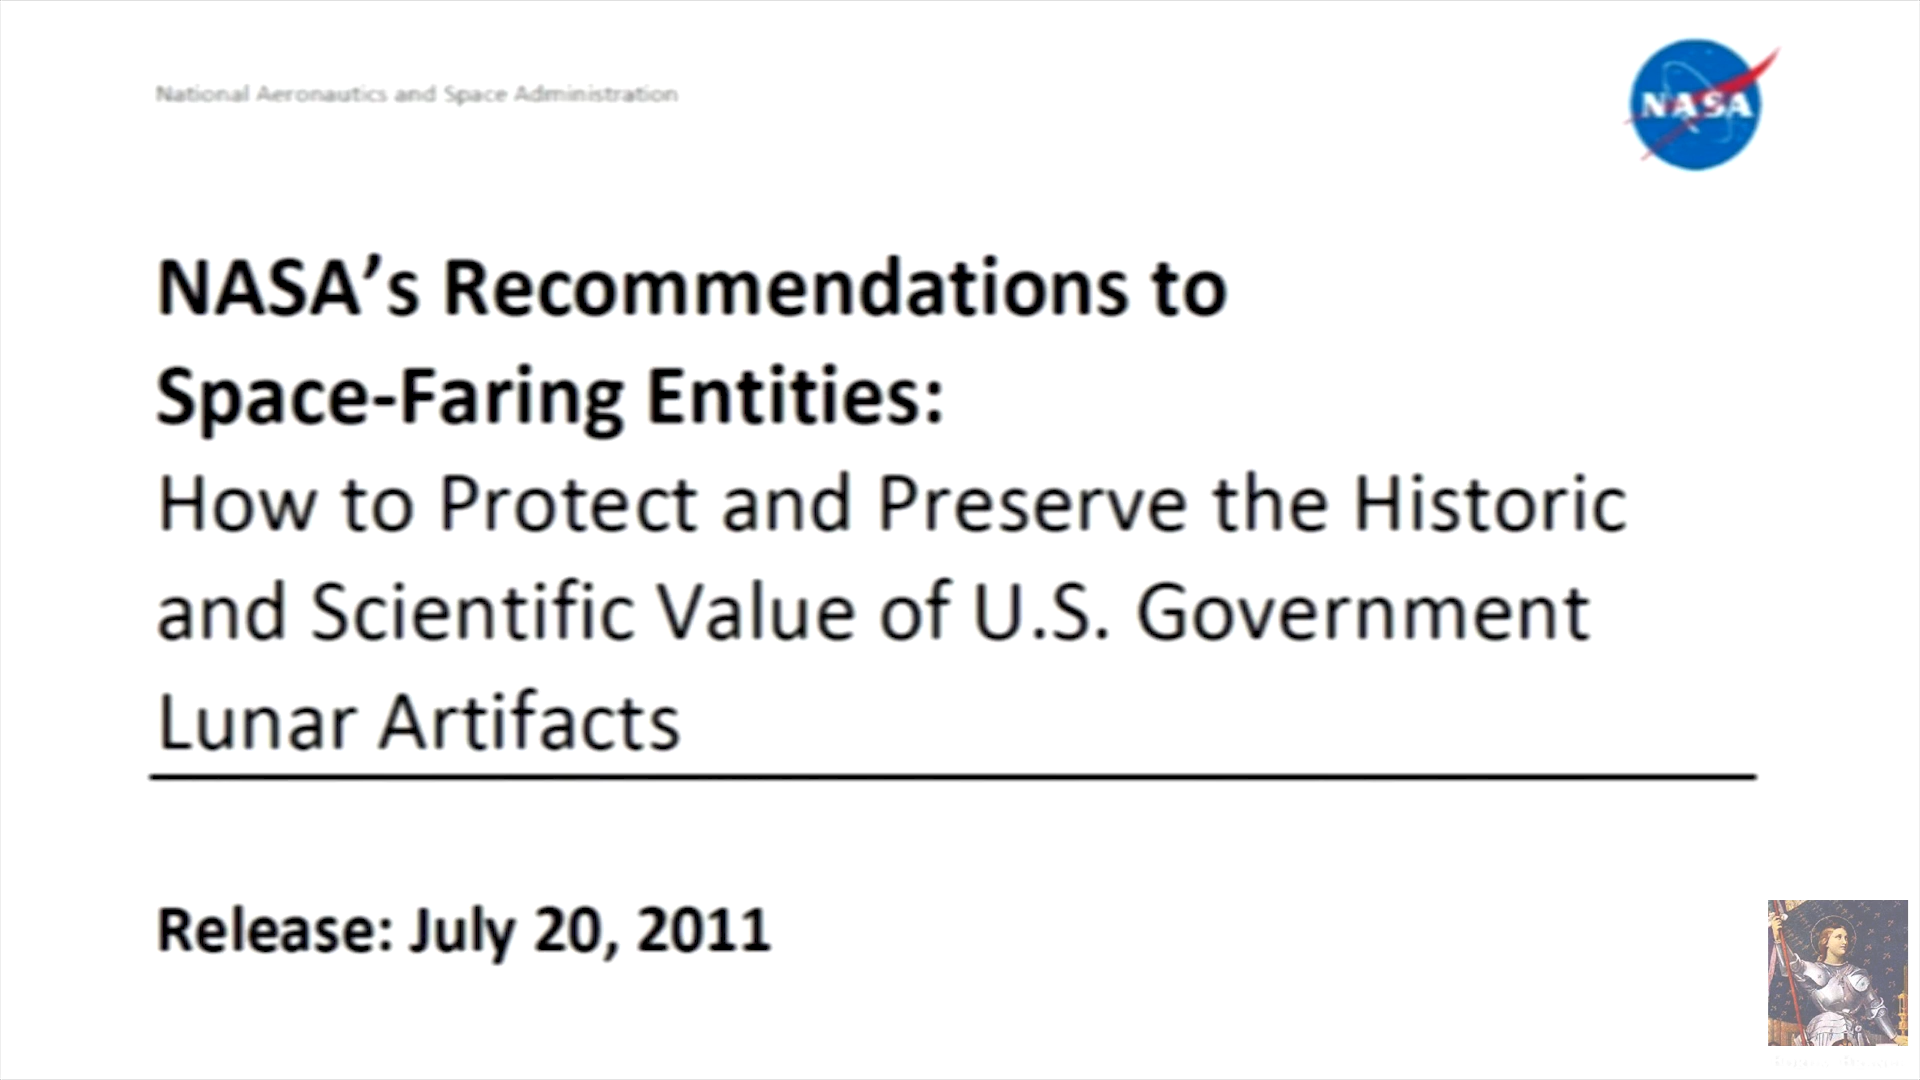 National Aeronautics and Space Administration
NASA
NASA’s Recommendations to
Space-Faring Entities:
How to Protect and Preserve the Historic
and Scientific Value of U.S. Government
Lunar Artifacts
Release: July 20, 2011